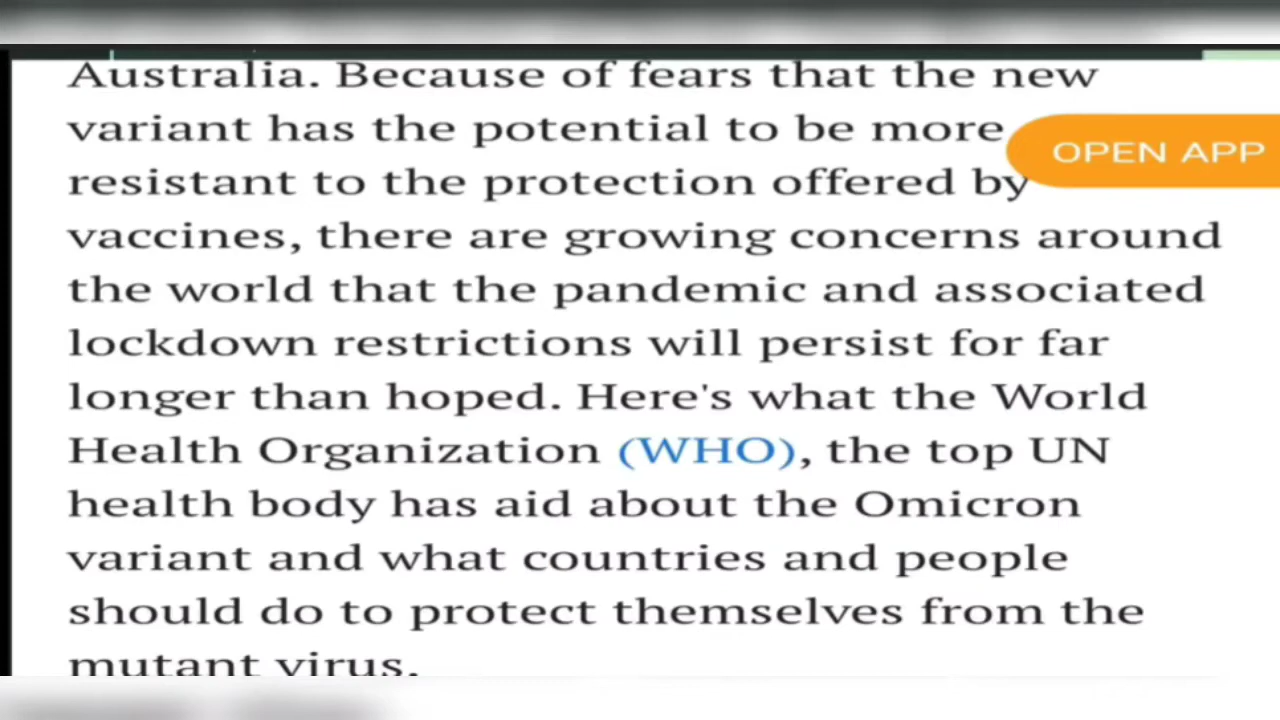 Australia. Because of fears that the new
variant has the potential to be more
OPEN APP
resistant to the protection offered by
vaccines, there are growing concerns around
the world that the pandemic and associated
lockdown restrictions will persist for far
longer than hoped. Here's what the World
Health Organization (WHO), the top UN
health body has aid about the Omicron
variant and what countries and people
should do to protect themselves from the
mutant virus.